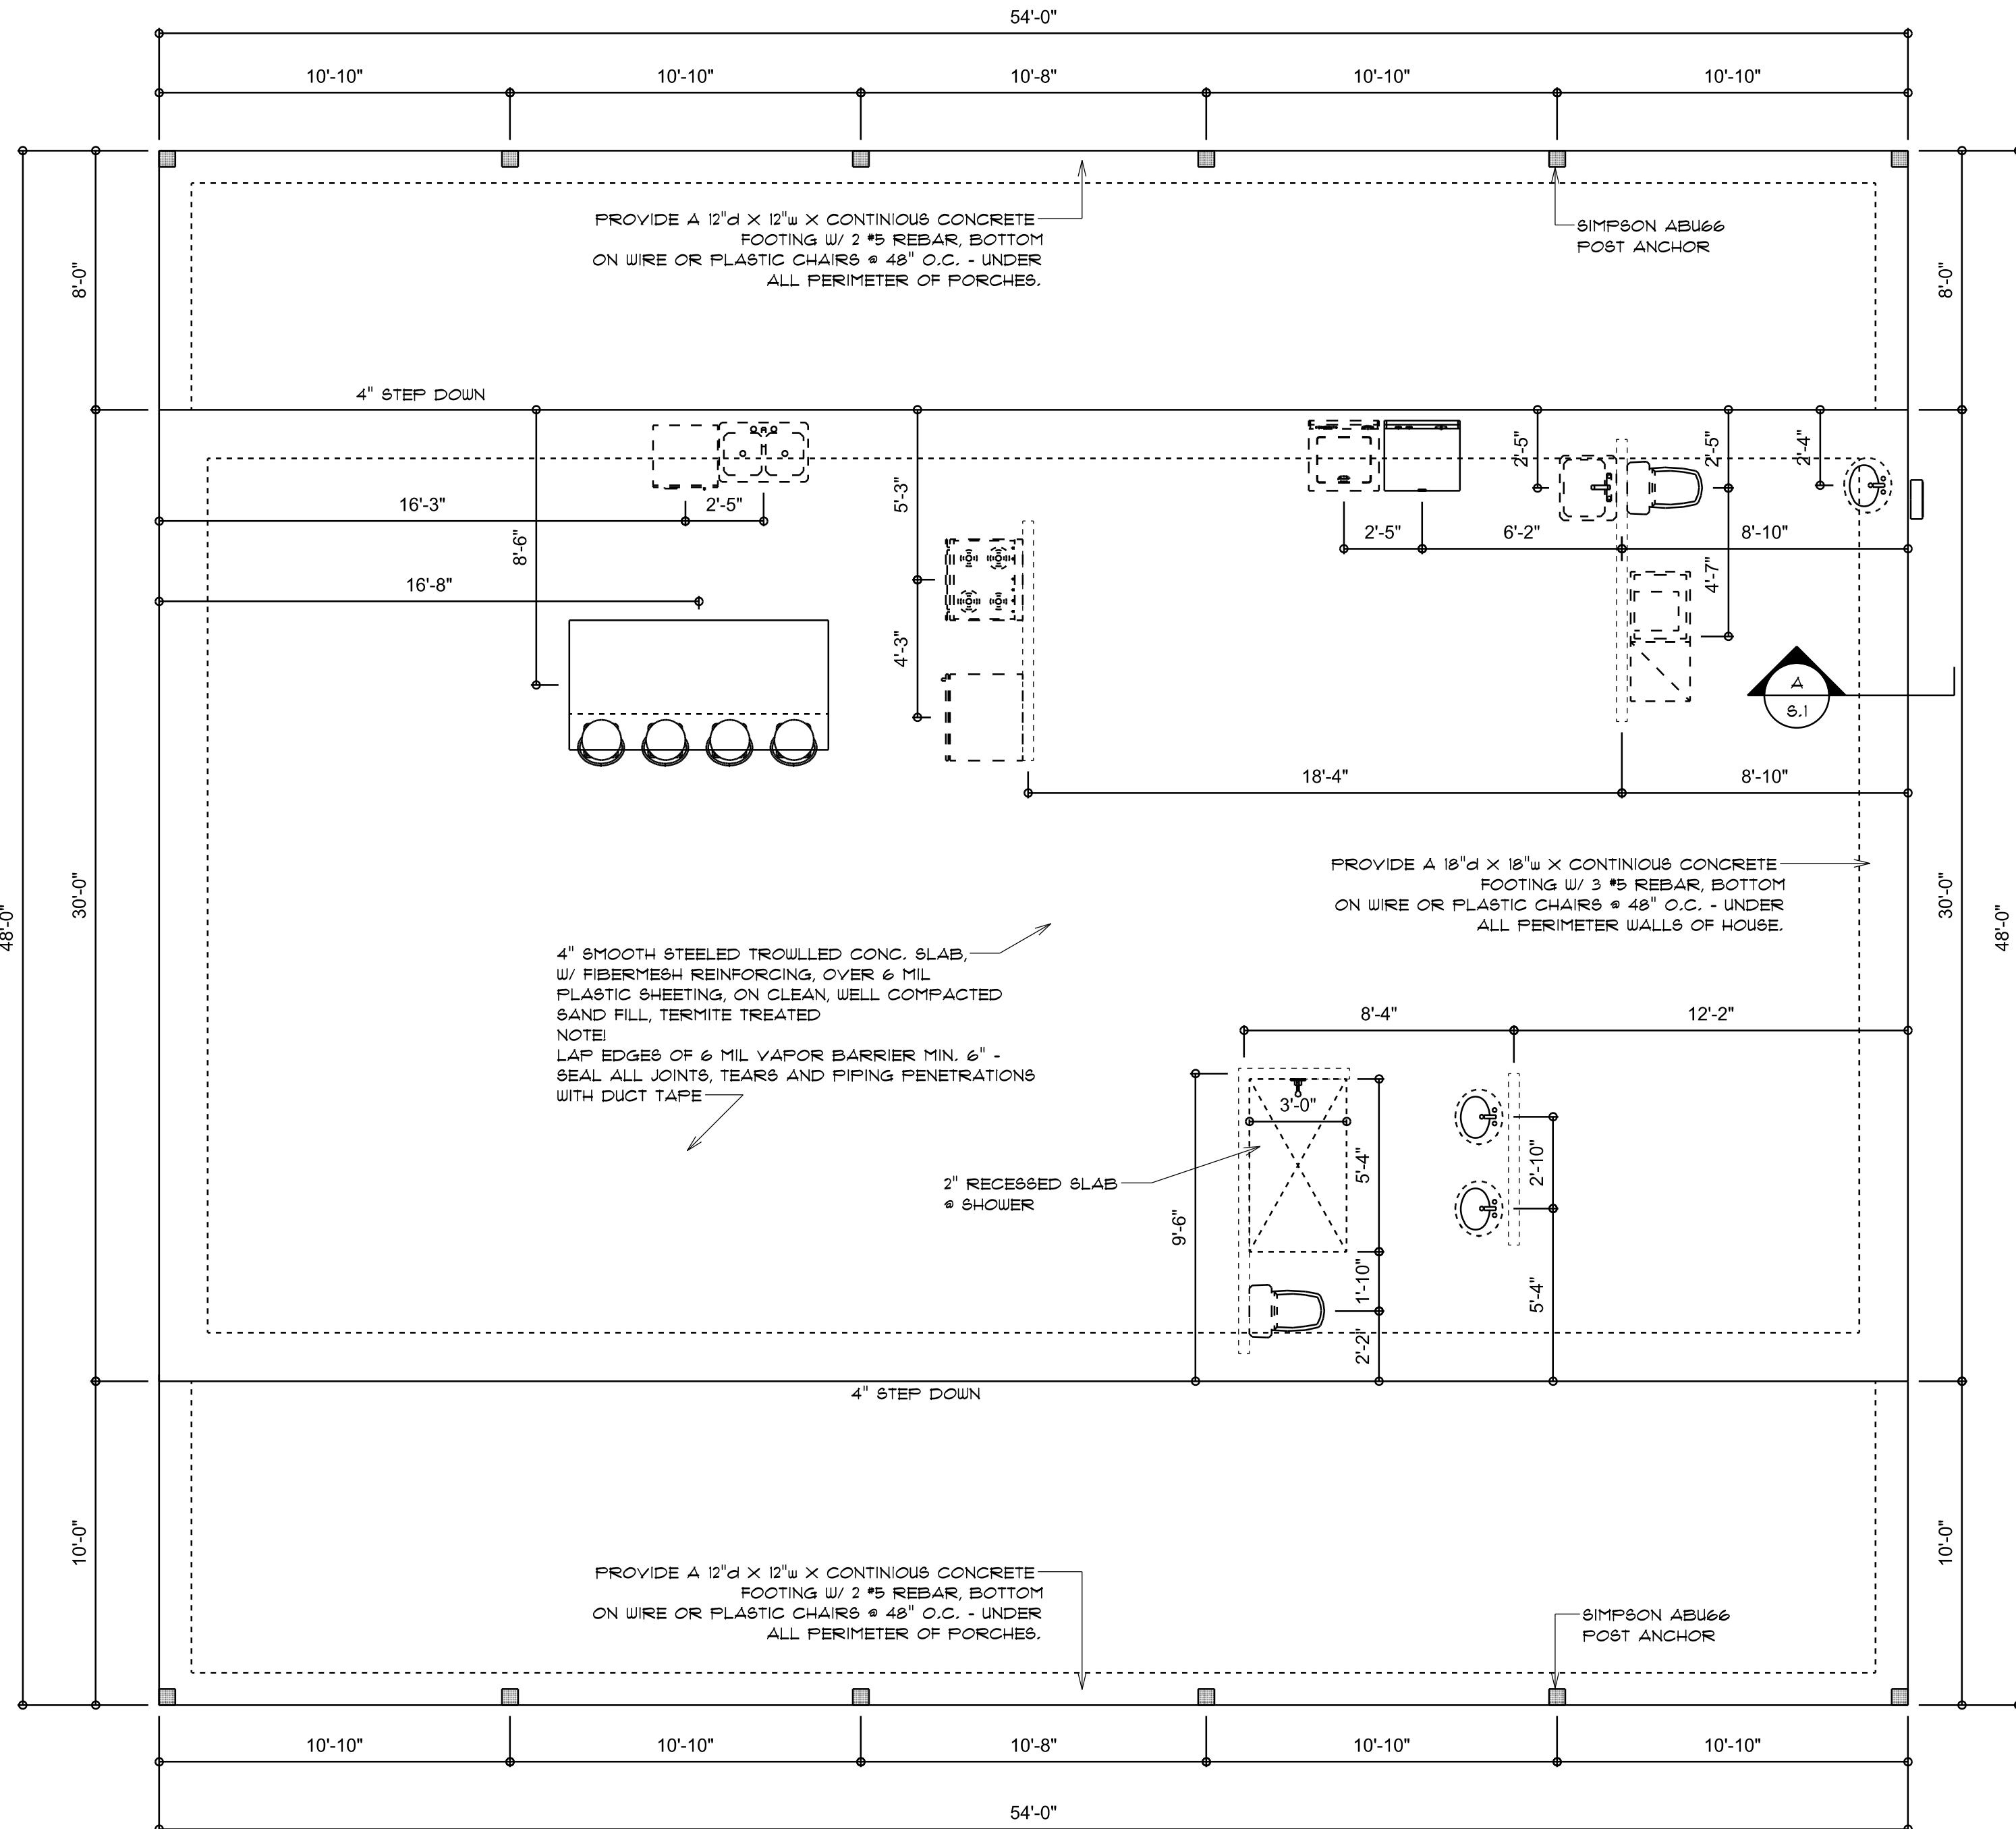 54'-0"
10'-10"
10'-10"
10'-8"
10'-10"
10'-10"
PROVIDE A 12"d X 12"w X CONTINIOUS CONCRETE
FOOTING W/ 2 #5 REBAR, BOTTOM
ON WIRE OR PLASTIC CHAIRS @ 48" O.C. - UNDER
ALL PERIMETER OF PORCHES.
SIMPSON ABU66
POST ANCHOR
8'-0"
8'-0"
4" STEP DOWN
16'-3"
2'-5"
8'-6"
5'-3"
2'-5"
2'-5"
2'-4"
2'-5"
6'-2"
8'-10"
16'-8"
4'-3"
4'-7"
A
S.1
18'-4"
8'-10"
PROVIDE A 18"d X 18"w X CONTINIOUS CONCRETE
FOOTING W/ 3 #5 REBAR, BOTTOM
ON WIRE OR PLASTIC CHAIRS @ 48" O.C. - UNDER
ALL PERIMETER WALLS OF HOUSE.
48'-0"
30'-0"
30'-0"
48'-0"
4" SMOOTH STEELED TROWLLED CONC. SLAB,
W/ FIBERMESH REINFORCING, OVER 6 MIL
PLASTIC SHEETING, ON CLEAN, WELL COMPACTED
SAND FILL, TERMITE TREATED
NOTE!
LAP EDGES OF 6 MIL VAPOR BARRIER MIN. 6" -
SEAL ALL JOINTS, TEARS AND PIPING PENETRATIONS
WITH DUCT TAPE
8'-4"
12'-2"
3'-0"
5'-4"
2'-10"
2" RECESSED SLAB
@ SHOWER
9'-6"
1'-10"
5'-4"
2'-2"
4" STEP DOWN
10'-0"
10'-0"
PROVIDE A 12"d X 12"w X CONTINIOUS CONCRETE
FOOTING W/ 2 #5 REBAR, BOTTOM
ON WIRE OR PLASTIC CHAIRS @ 48" O.C. - UNDER
ALL PERIMETER OF PORCHES.
SIMPSON ABU66
POST ANCHOR
10'-10"
10'-10"
10'-8"
10'-10"
10'-10"
54'-0"